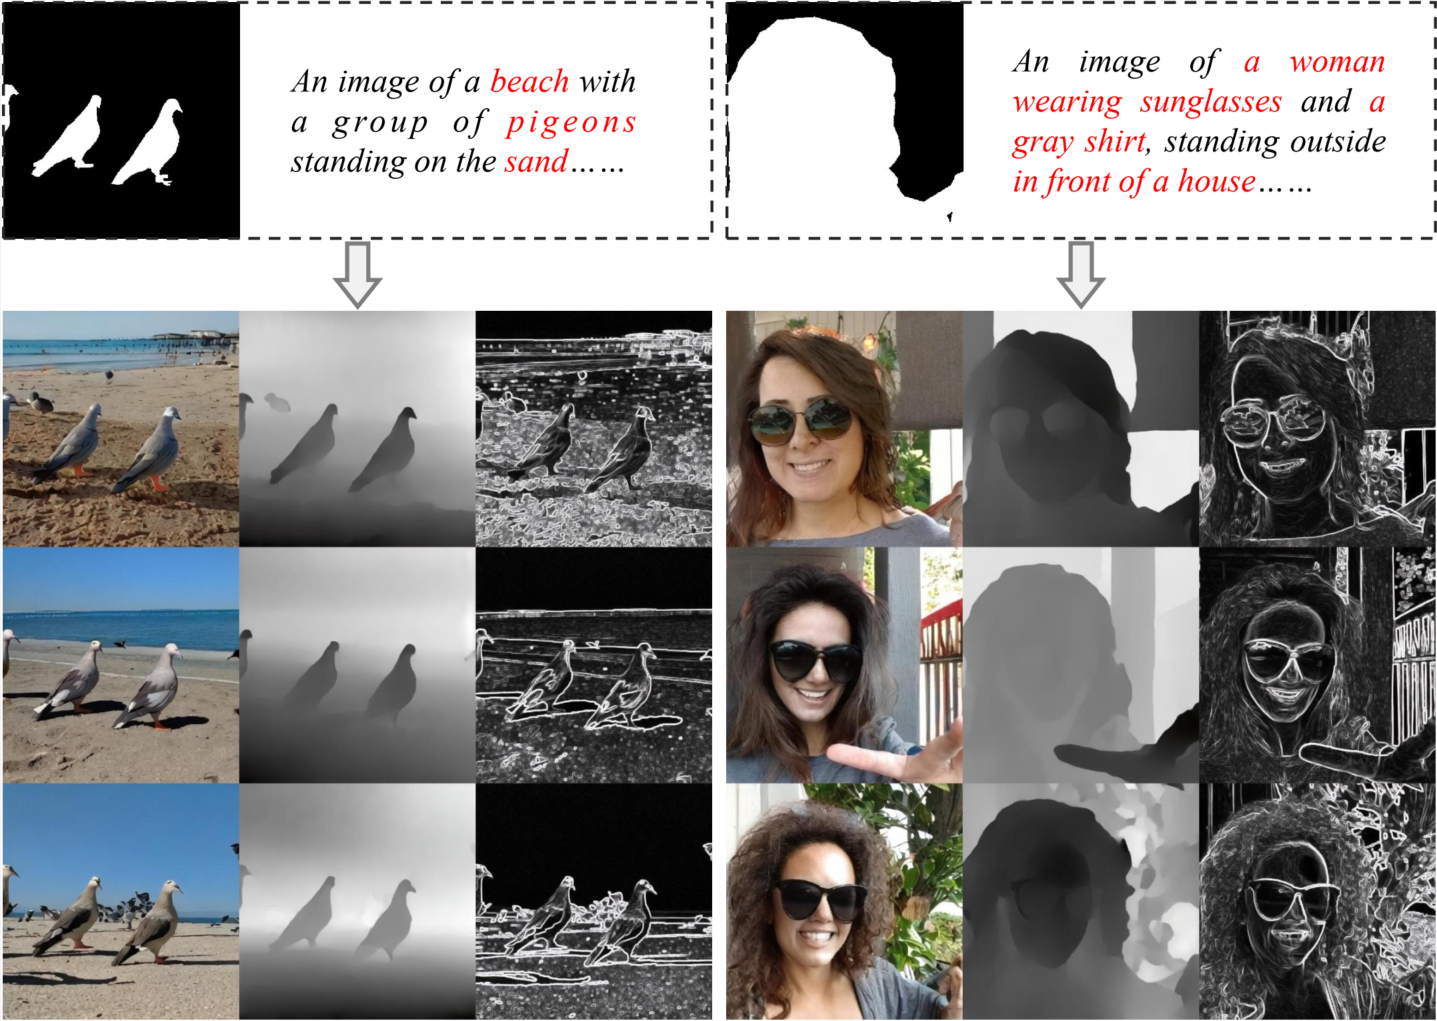 An image of a beach with
a group of pigeons
standing on the sand……
An image of a woman
wearing sunglasses and a
gray shirt, standing outside
in front of a house……